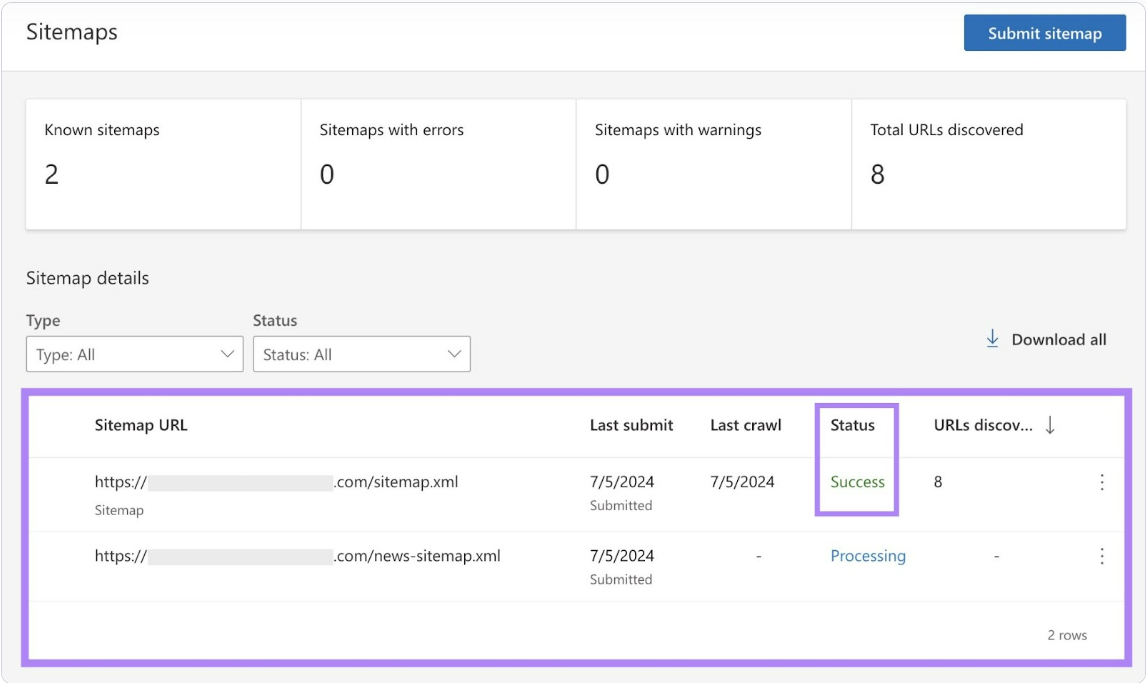 Sitemaps
Submit sitemap
Known sitemaps
Sitemaps with errors
Sitemaps with warnings
Total URLs discovered
2
0
0
8
Sitemap details
Type
Status
Type: All
Status: All
Download all
Sitemap URL
Last submit
Last crawl
Status
URLs discov...
https:// .com/sitemap.xml
7/5/2024
7/5/2024
Success
8
Sitemap
Submitted
https:// .com/news-sitemap.xml
7/5/2024
-
Processing
-
Submitted
2 rows